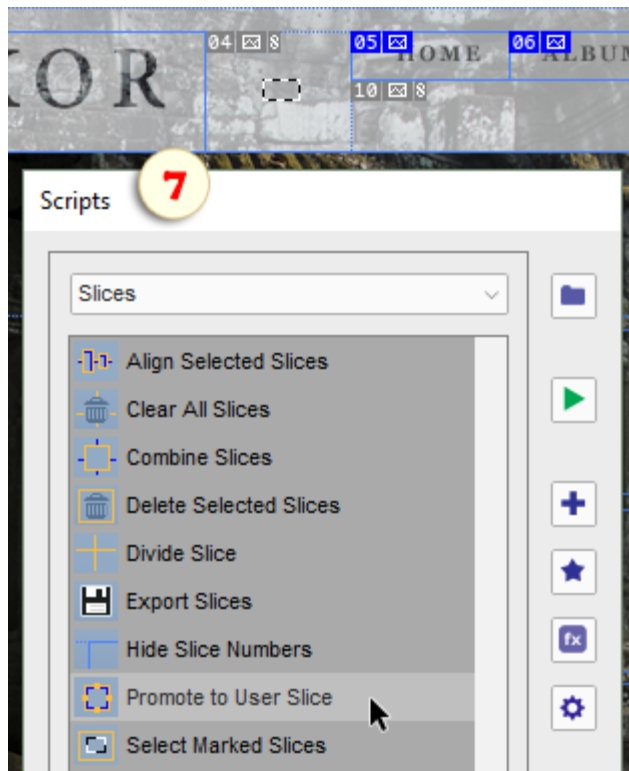 04 8 05 06
KOR HOME ALBUM
10 8
7
Scripts
Slices
Align Selected Slices
Clear All Slices
Combine Slices
Delete Selected Slices
Divide Slice
Export Slices
fx
Hide Slice Numbers
Promote to User Slice
Select Marked Slices